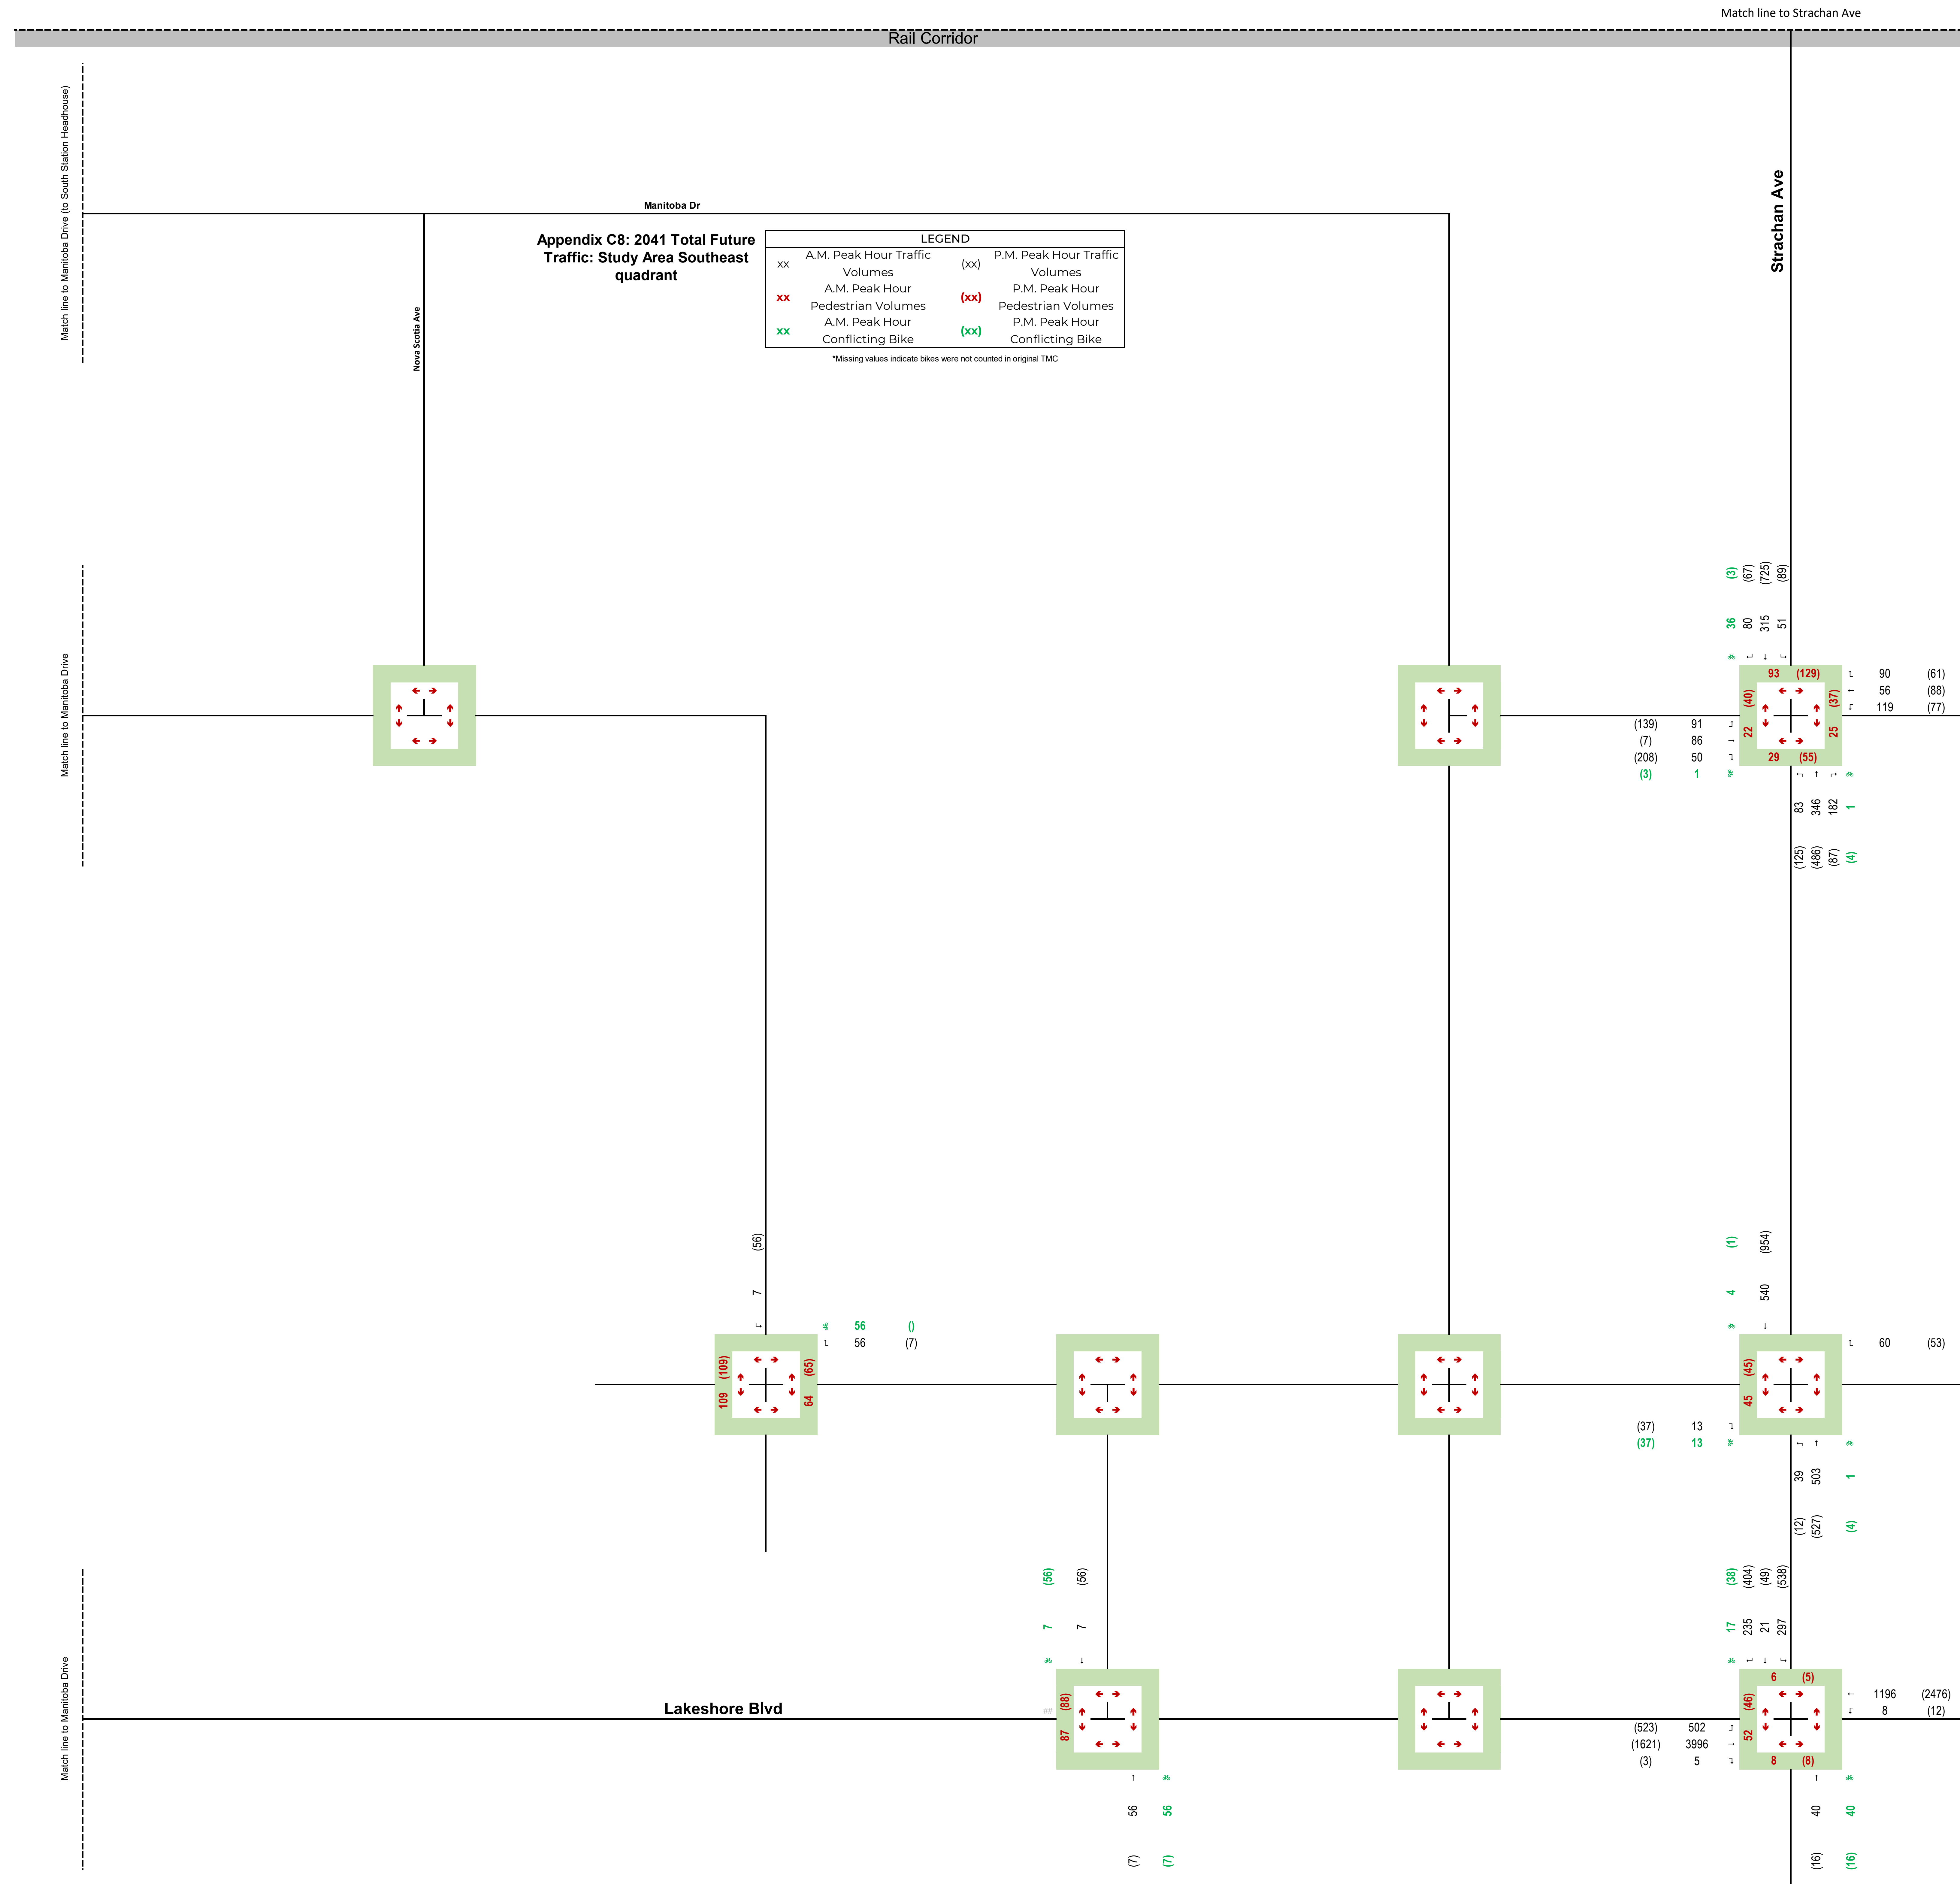 Match line to Strachan Ave
Rail Corridor
Match line to Manitoba Drive (to South Station Headhouse)
Strachan Ave
Manitoba Dr
Appendix C8: 2041 Total Future
Traffic: Study Area Southeast
quadrant
LEGEND
xx A.M. Peak Hour Traffic Volumes (xx) P.M. Peak Hour Traffic Volumes
xx A.M. Peak Hour Pedestrian Volumes (xx) P.M. Peak Hour Pedestrian Volumes
xx A.M. Peak Hour Conflicting Bike (xx) P.M. Peak Hour Conflicting Bike
*Missing values indicate bikes were not counted in original TMC
Nova Scotia Ave
Match line to Manitoba Drive
(3) (67) (725) (89)
36 80 315 51
93 (129)
22 (40)
25 (37)
29 (55)
90 (61)
56 (88)
119 (77)
(139) 91
(7) 86
(208) 50
(3) 1
83 346 182 1
(125) (486) (87) (4)
(56)
7
56 ()
56 (7)
109 (109)
64 (65)
(1) (954)
4 540
60 (53)
45 (45)
(37) 13
(37) 13
39 503 1
(12) (527) (4)
Match line to Manitoba Drive
Lakeshore Blvd
(56) (56)
7 7
##
87 (88)
56 56
(7) (7)
(38) (404) (49) (538)
17 235 21 297
6 (5)
52 (46)
8 (8)
1196 (2476)
8 (12)
(523) 502
(1621) 3996
(3) 5
40 40
(16) (16)